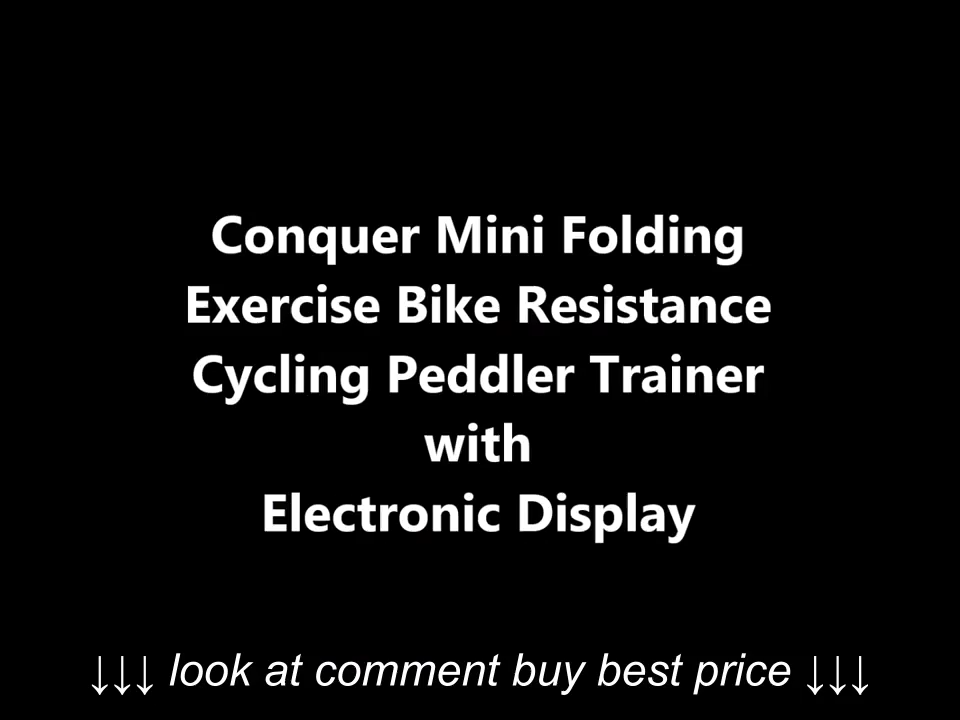 Conquer Mini Folding
Exercise Bike Resistance
Cycling Peddler Trainer
with
Electronic Display
↓↓↓ look at comment buy best price ↓↓↓